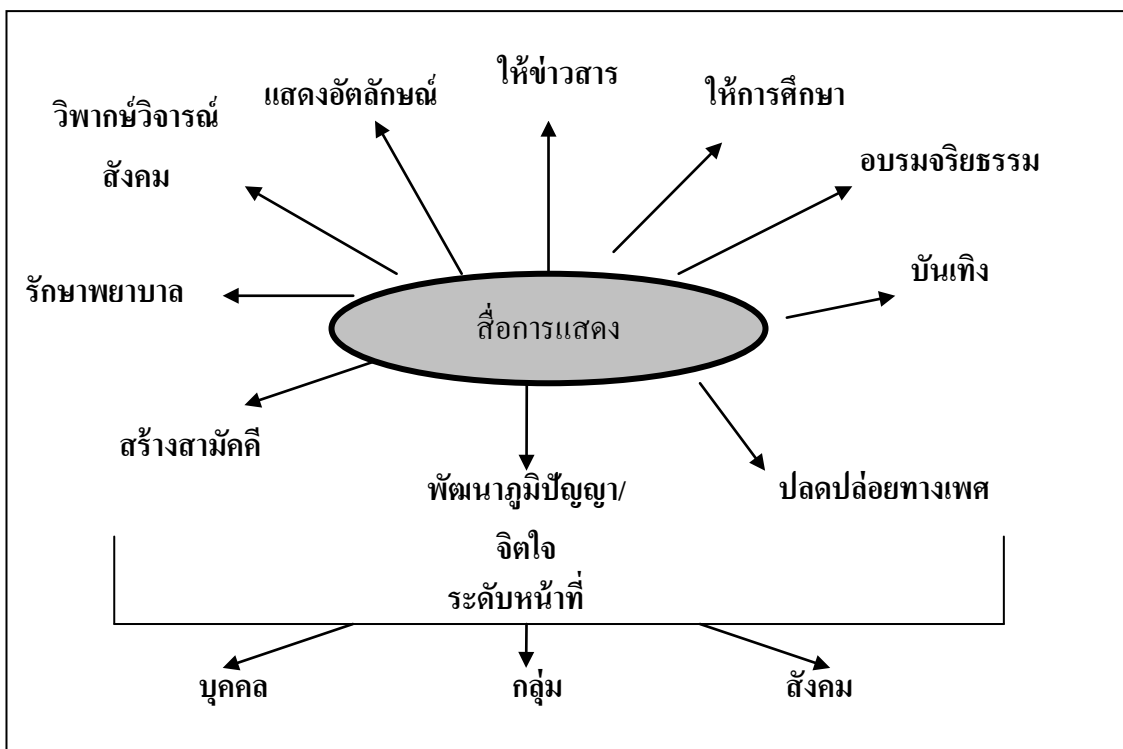 ให้ข่าวสาร
แสดงอัตลักษณ์
ให้การศึกษา
วิพากษ์วิจารณ์
สังคม
อบรมจริยธรรม
บันเทิง
รักษาพยาบาล
สื่อการแสดง
สร้างสามัคคี
พัฒนาภูมิปัญญา/
จิตใจ
ปลดปล่อยทางเพศ
ระดับหน้าที่
บุคคล
กลุ่ม
สังคม